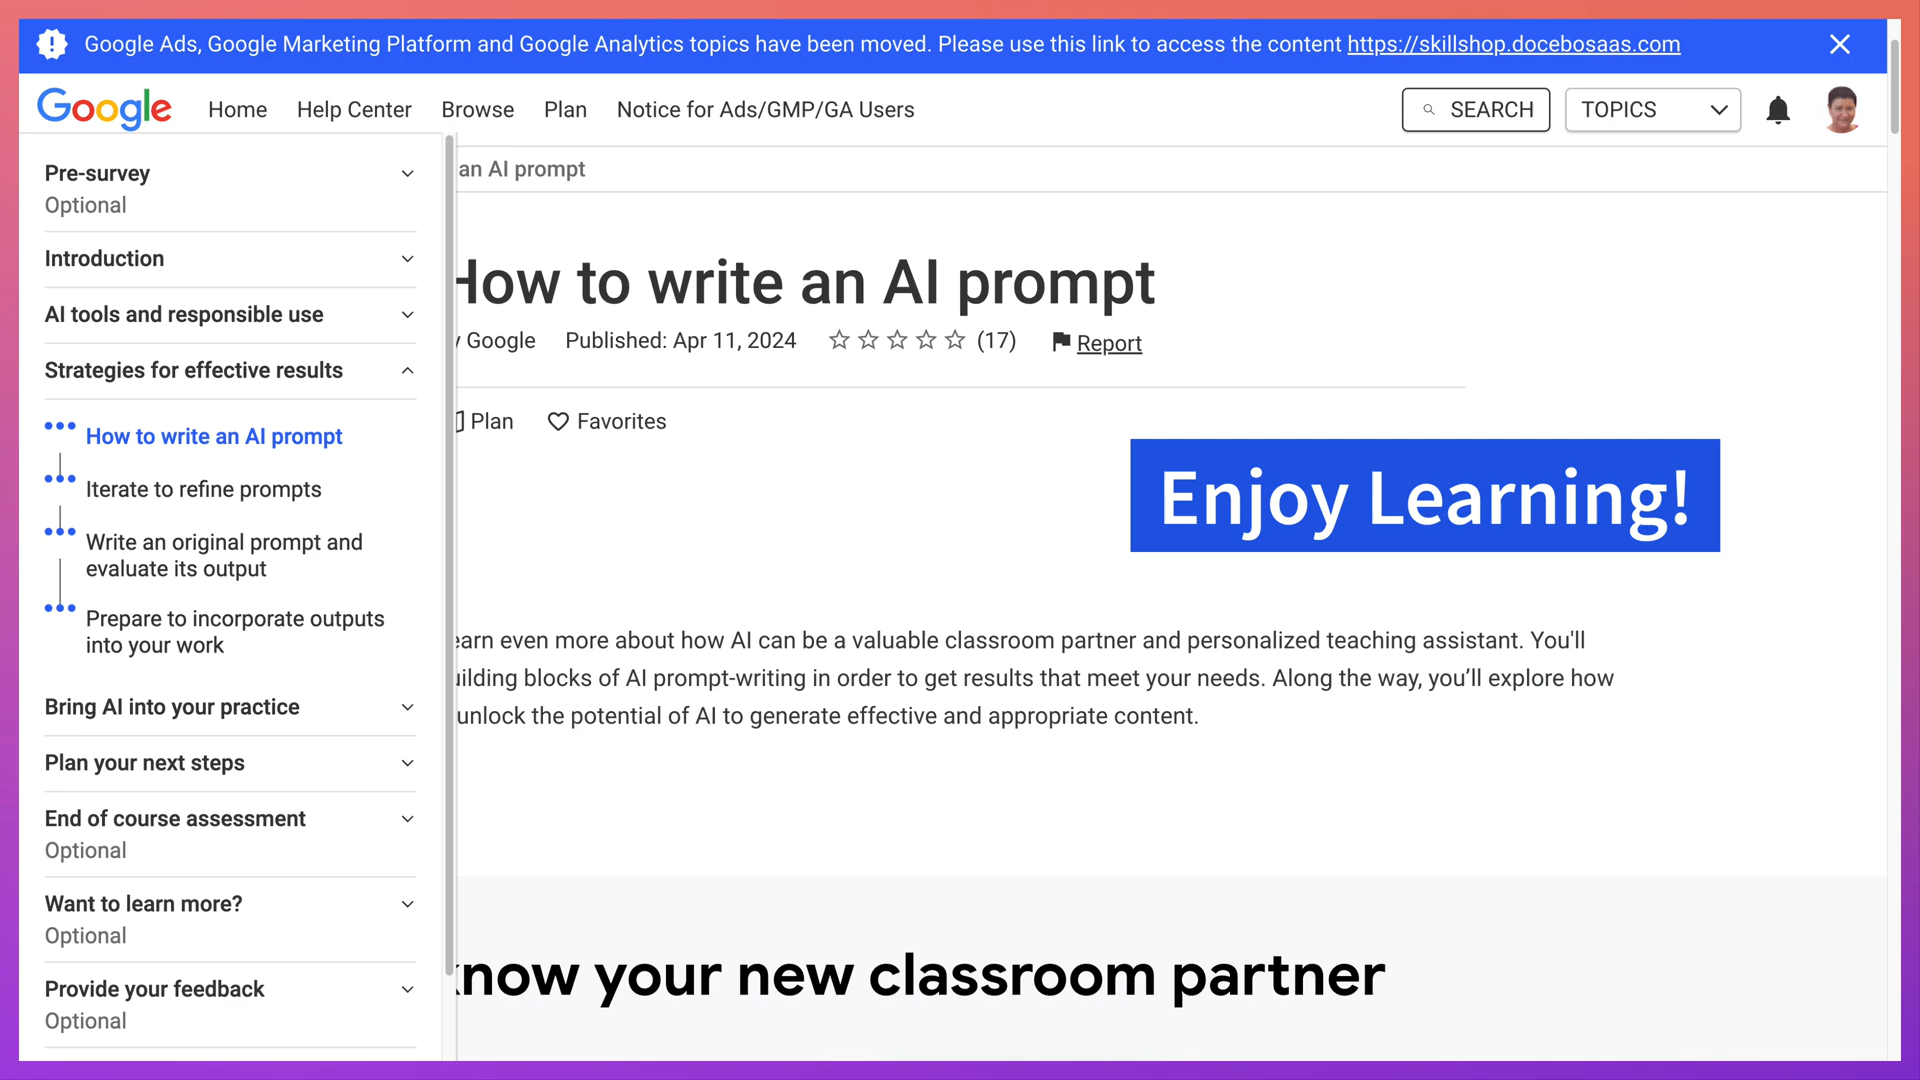 Google Ads, Google Marketing Platform and Google Analytics topics have been moved. Please use this link to access the content https://skillshop.docebosaas.com
Google Home Help Center Browse Plan Notice for Ads/GMP/GA Users SEARCH TOPICS
Pre-survey
Optional
Introduction
AI tools and responsible use
Strategies for effective results
How to write an AI prompt
Iterate to refine prompts
Write an original prompt and
evaluate its output
Prepare to incorporate outputs
into your work
Bring AI into your practice
Plan your next steps
End of course assessment
Optional
Want to learn more?
Optional
Provide your feedback
Optional
an AI prompt
How to write an AI prompt
Google Published: Apr 11, 2024 (17) Report
Plan Favorites
Enjoy Learning!
earn even more about how AI can be a valuable classroom partner and personalized teaching assistant. You'll
uilding blocks of AI prompt-writing in order to get results that meet your needs. Along the way, you’ll explore how
unlock the potential of AI to generate effective and appropriate content.
know your new classroom partner